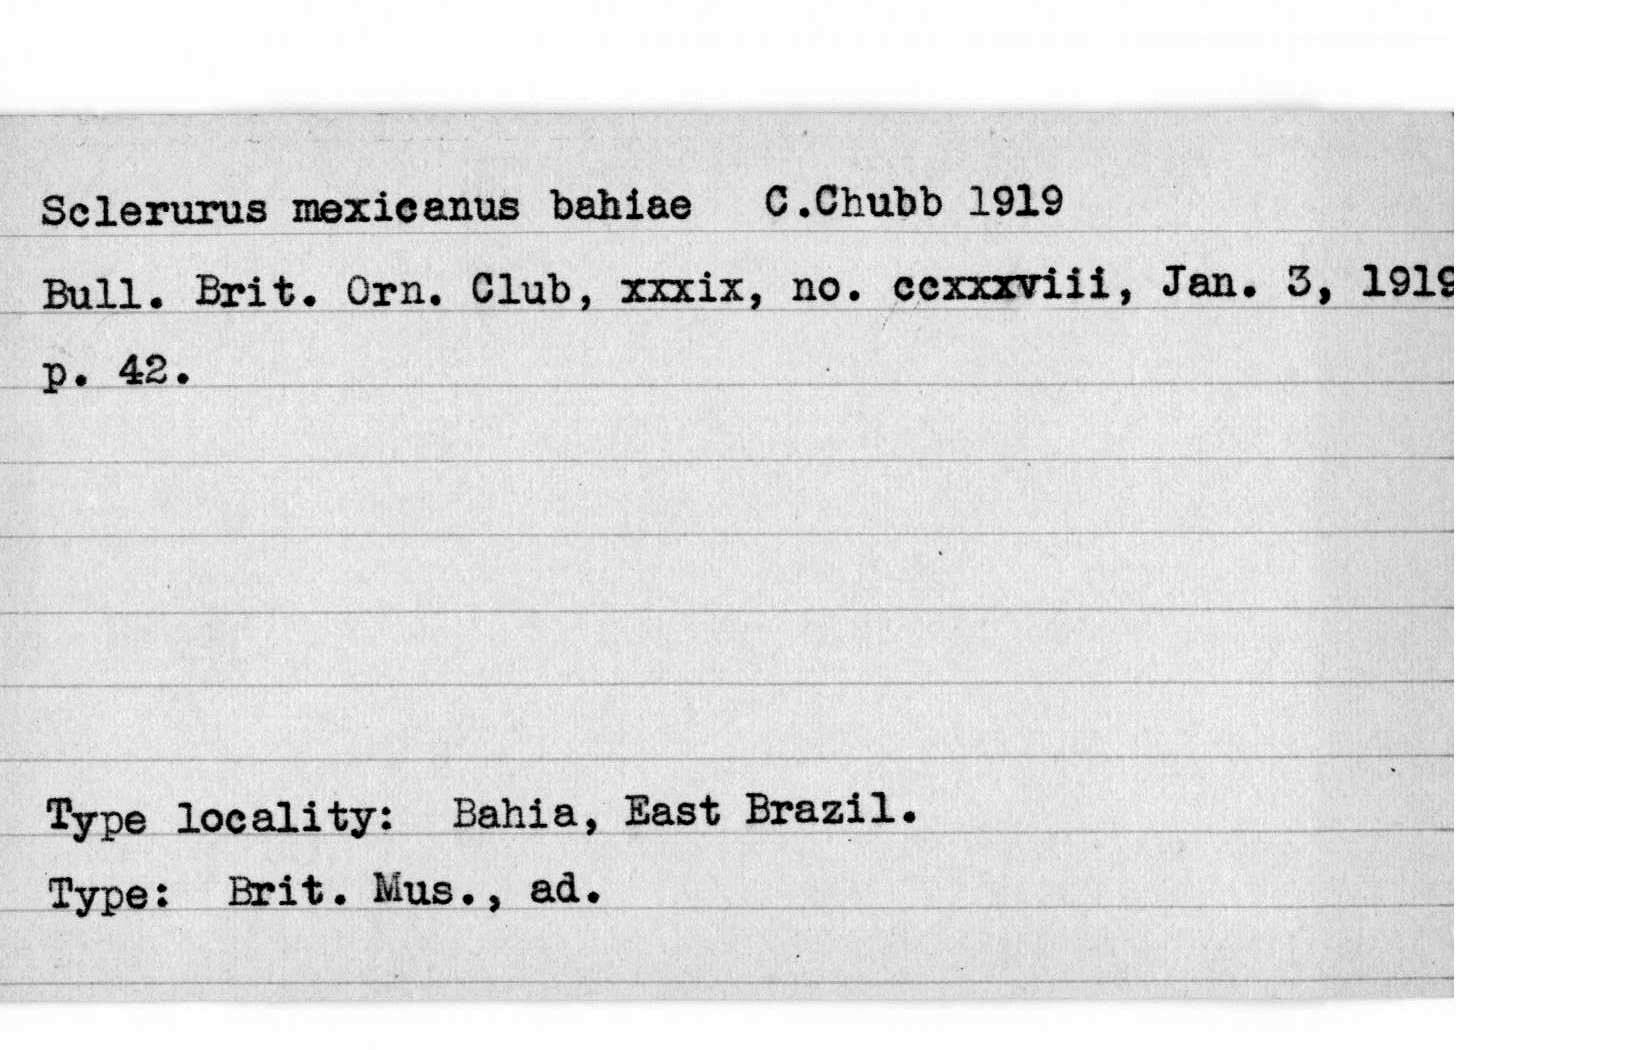 Sclerurus mexicanus bahiae C.Chubb 1919
Bull. Brit. Orn. Club, xxxix, no. ccxxxviii, Jan. 3, 1919
p. 42.
Type locality: Bahia, East Brazil.
Type: Brit. Mus., ad.